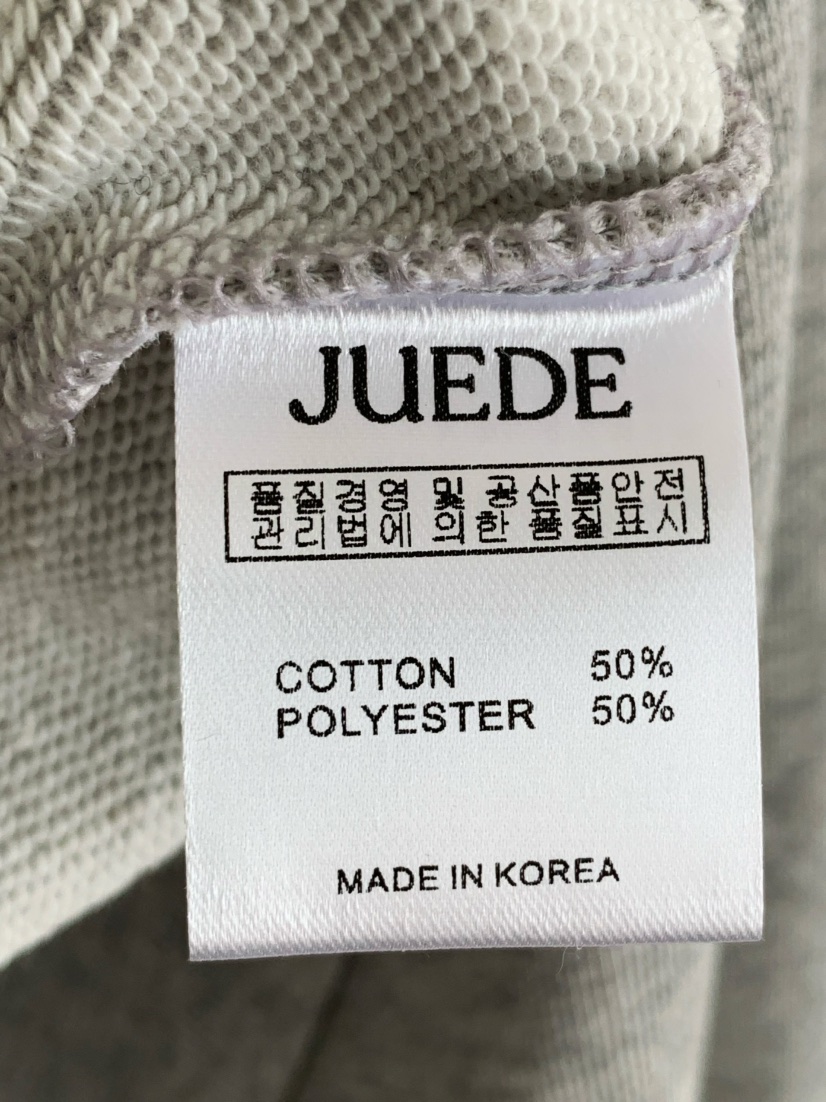 JUEDE
품질경영 및 공산품안전
관리법에 의한 품질표시
COTTON 50%
POLYESTER 50%
MADE IN KOREA